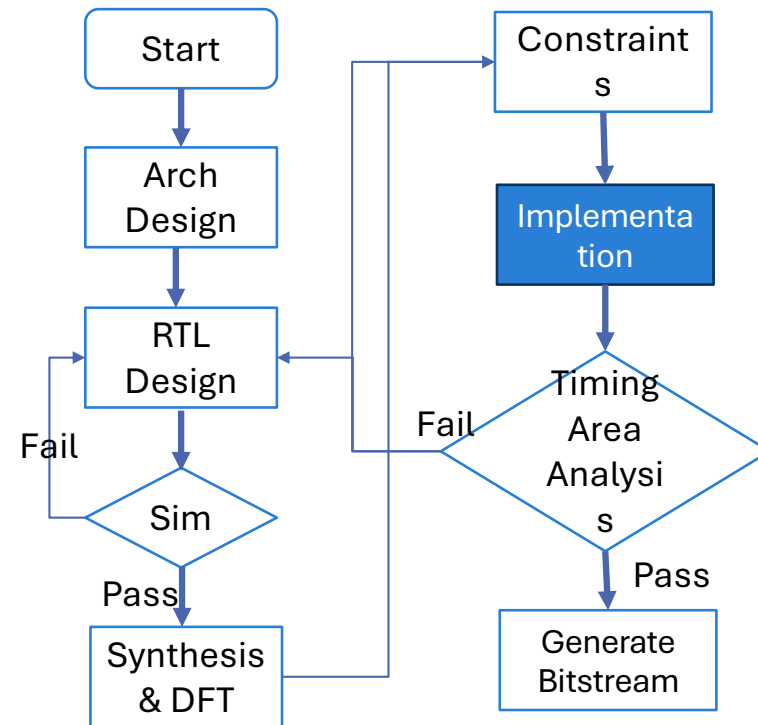 Start
Arch
Design
RTL
Design
Fail
Sim
Pass
Synthesis
& DFT
Constraint
s
Implementa
tion
Timing
Area
Analysi
s
Fail
Pass
Generate
Bitstream